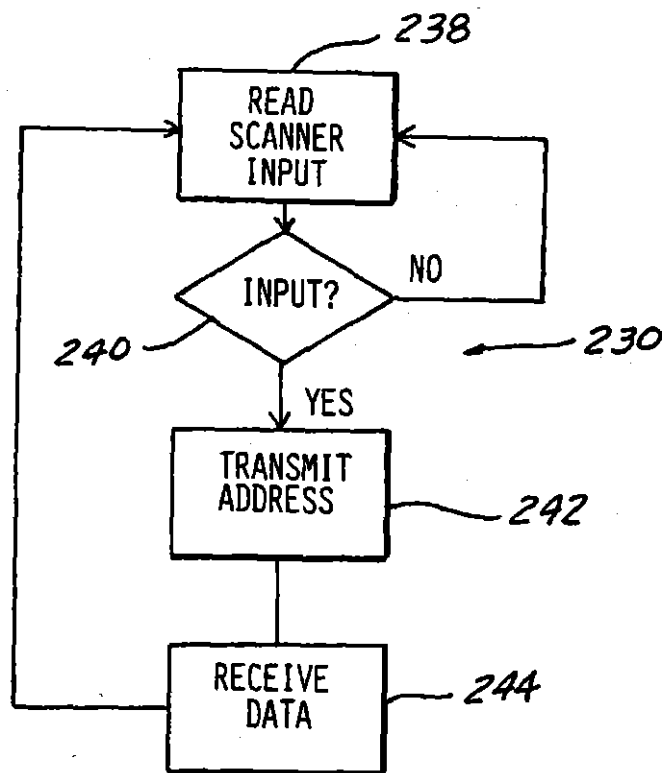 238
READ
SCANNER
INPUT
INPUT?
NO
240
230
YES
TRANSMIT
ADDRESS
242
RECEIVE
DATA
244